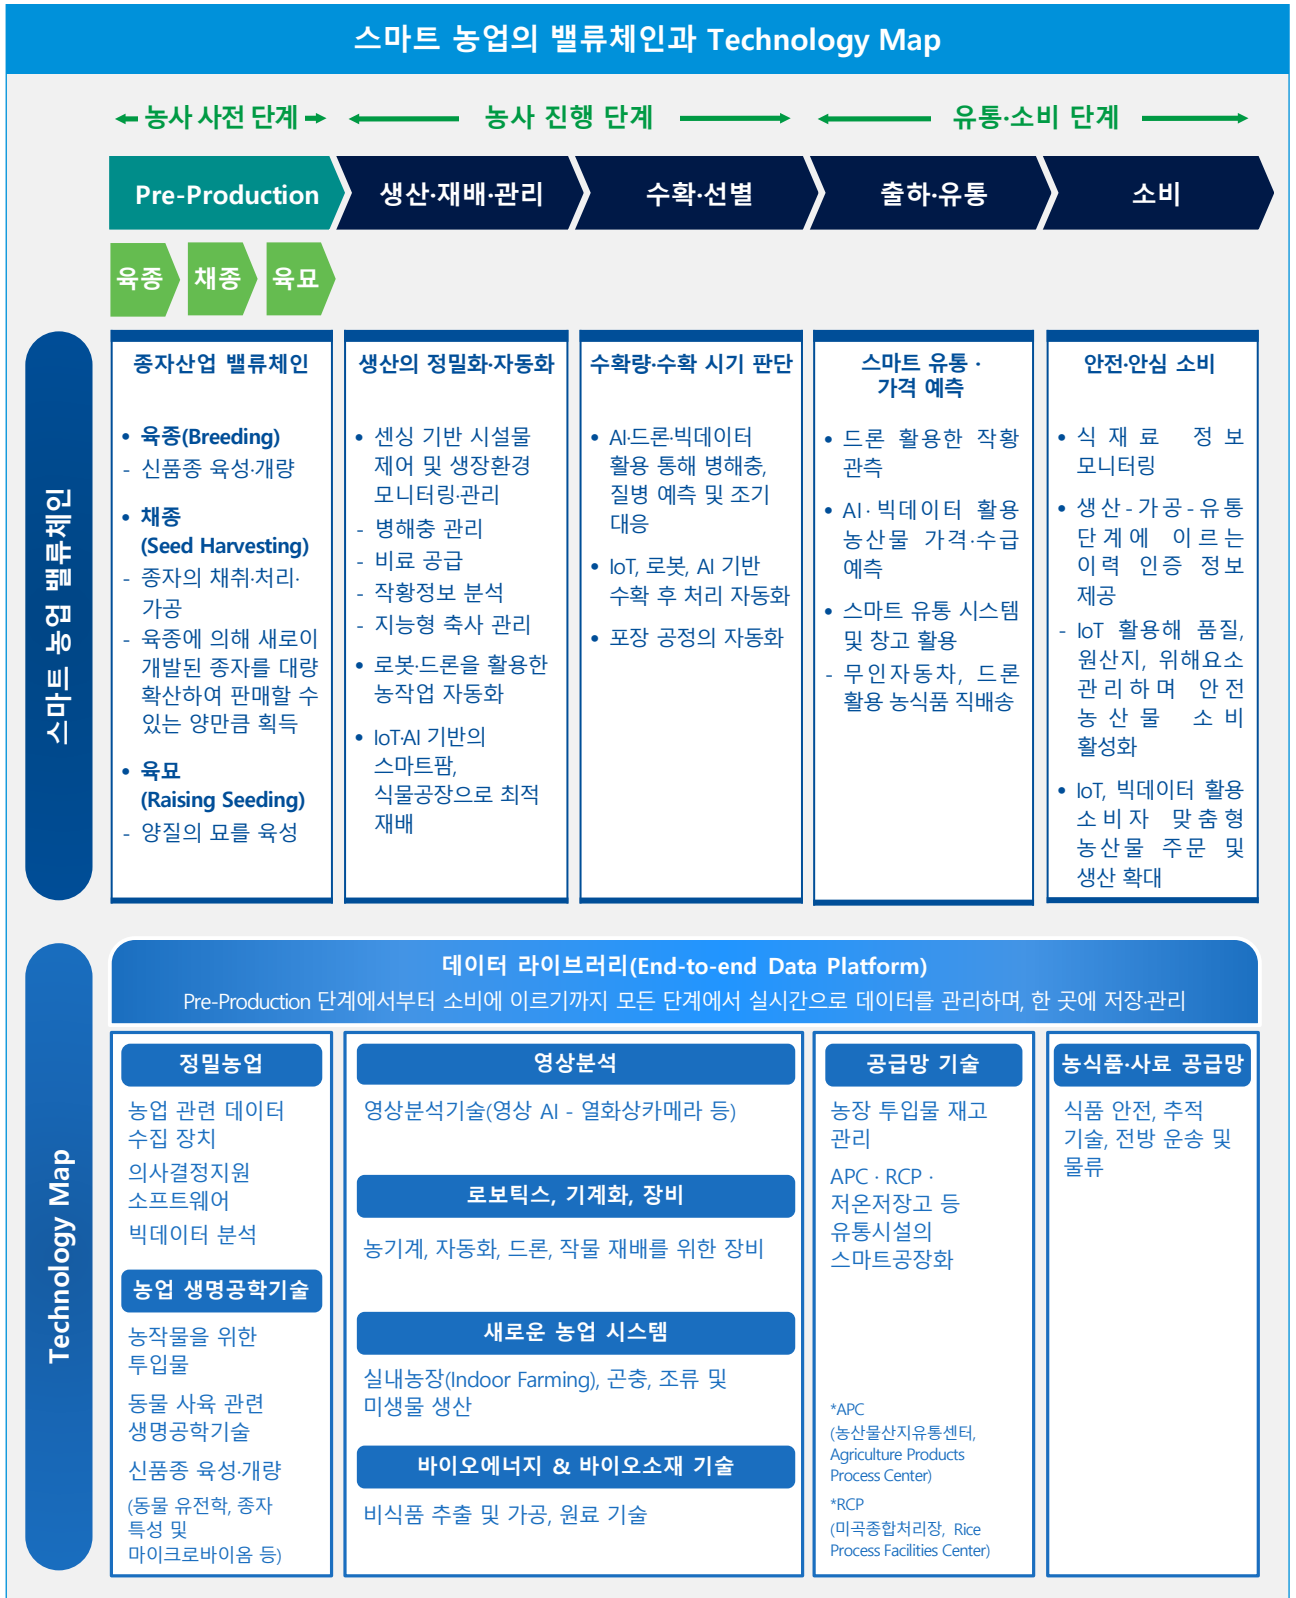 스마트 농업의 밸류체인과 Technology Map
농사 사전 단계
농사 진행 단계
유통·소비 단계
Pre-Production
생산·재배·관리
수확·선별
출하·유통
소비
육종
채종
육묘
스마트 농업 밸류체인
종자산업 밸류체인
• 육종(Breeding)
- 신품종 육성·개량
• 채종
(Seed Harvesting)
- 종자의 채취·처리·
가공
- 육종에 의해 새로이
개발된 종자를 대량
확산하여 판매할 수
있는 양만큼 획득
• 육묘
(Raising Seeding)
- 양질의 묘를 육성
생산의 정밀화·자동화
• 센싱 기반 시설물
제어 및 생장환경
모니터링·관리
- 병해충 관리
- 비료 공급
- 작황정보 분석
- 지능형 축사 관리
• 로봇·드론을 활용한
농작업 자동화
• IoT·AI 기반의
스마트팜,
식물공장으로 최적
재배
수확량·수확 시기 판단
• AI·드론·빅데이터
활용 통해 병해충,
질병 예측 및 조기
대응
• IoT, 로봇, AI 기반
수확 후 처리 자동화
• 포장 공정의 자동화
스마트 유통 ·
가격 예측
• 드론 활용한 작황
관측
• AI · 빅데이터 활용
농산물 가격·수급
예측
• 스마트 유통 시스템
및 창고 활용
- 무인자동차, 드론
활용 농식품 직배송
안전·안심 소비
• 식재료 정보
모니터링
• 생산-가공-유통
단계에 이르는
이력 인증 정보
제공
- IoT 활용해 품질,
원산지, 위해요소
관리하며 안전
농산물 소비
활성화
• IoT, 빅데이터 활용
소비자 맞춤형
농산물 주문 및
생산 확대
Technology Map
데이터 라이브러리(End-to-end Data Platform)
Pre-Production 단계에서부터 소비에 이르기까지 모든 단계에서 실시간으로 데이터를 관리하며, 한 곳에 저장·관리
정밀농업
농업 관련 데이터
수집 장치
의사결정지원
소프트웨어
빅데이터 분석
농업 생명공학기술
농작물을 위한
투입물
동물 사육 관련
생명공학기술
신품종 육성·개량
(동물 유전학, 종자
특성 및
마이크로바이옴 등)
영상분석
영상분석기술(영상 AI - 열화상카메라 등)
로보틱스, 기계화, 장비
농기계, 자동화, 드론, 작물 재배를 위한 장비
새로운 농업 시스템
실내농장(Indoor Farming), 곤충, 조류 및
미생물 생산
바이오에너지 & 바이오소재 기술
비식품 추출 및 가공, 원료 기술
공급망 기술
농장 투입물 재고
관리
APC · RCP ·
저온저장고 등
유통시설의
스마트공장화
*APC
(농산물산지유통센터,
Agriculture Products
Process Center)
*RCP
(미곡종합처리장, Rice
Process Facilities Center)
농식품·사료 공급망
식품 안전, 추적
기술, 전방 운송 및
물류